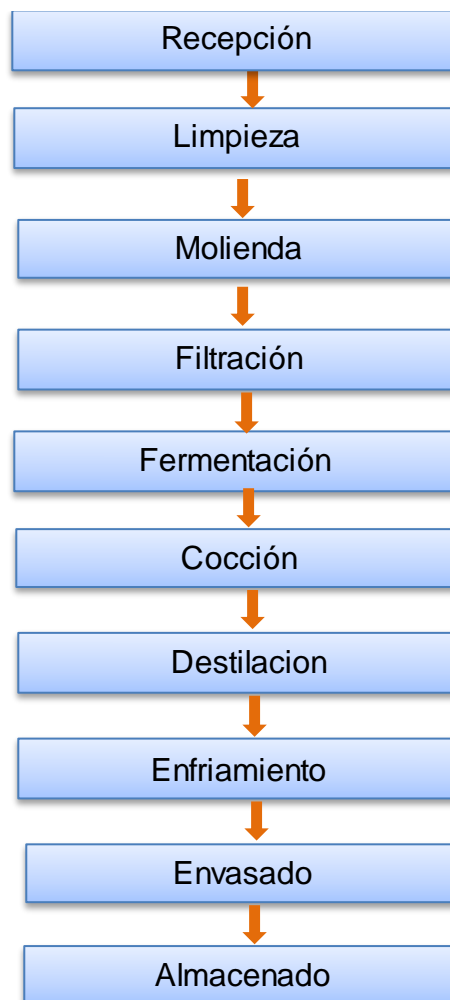 Recepción
Limpieza
Molienda
Filtración
Fermentación
Cocción
Destilacion
Enfriamiento
Envasado
Almacenado